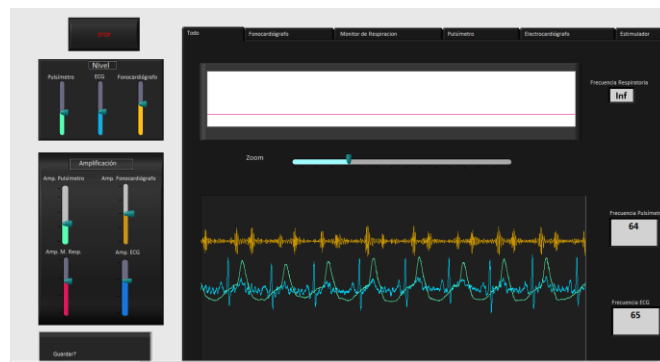 STOP
Todo
Fonocardiógrafo
Monitor de Respiracion
Pulsímetro
Electrocardiógrafo
Estimulador
Nivel
Pulsímetro
ECG
Fonocardiógrafo
Frecuencia Respiratoria
Inf
Zoom
Amplificación
Amp. Pulsímetro
Amp. Fonocardiógrafo
Frecuencia Pulsímet
64
Amp. M. Resp.
Amp. ECG
Frecuencia ECG
65
Guardar?